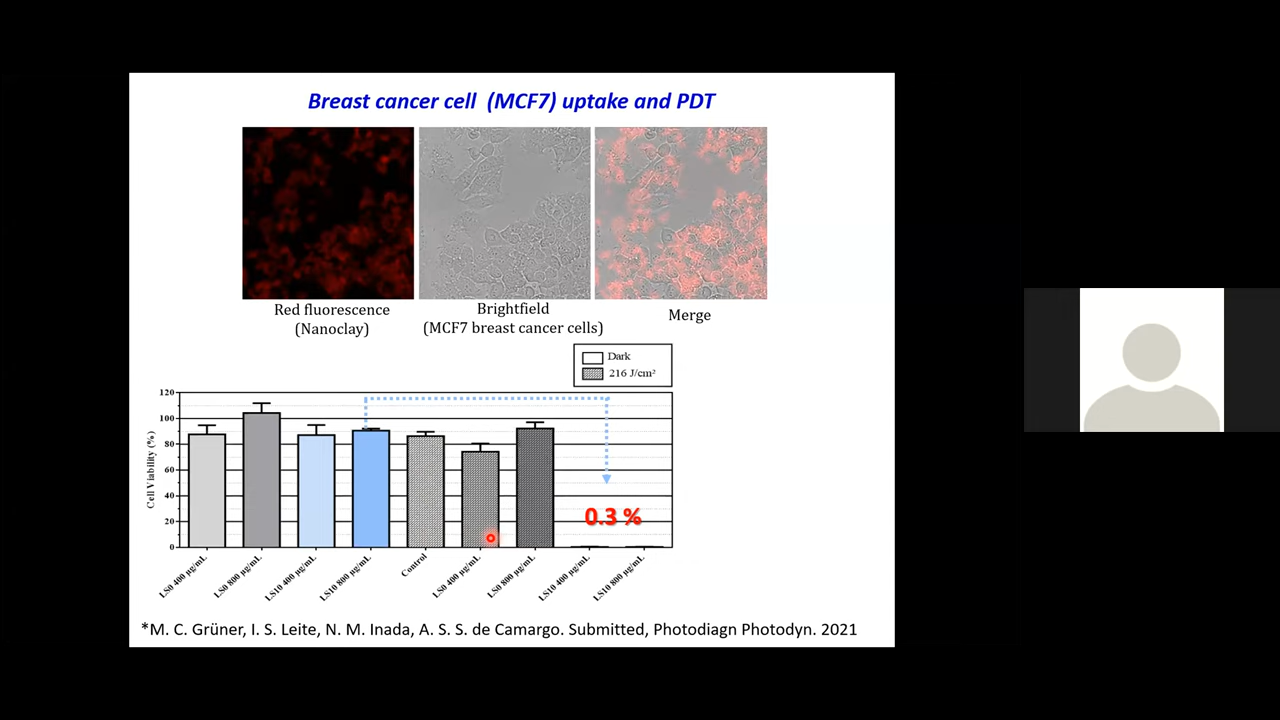 Breast cancer cell (MCF7) uptake and PDT
Red fluorescence
(Nanoclay)
Brightfield
(MCF7 breast cancer cells)
Merge
Dark
216 J/cm²
Cell Viability (%)
120
100
80
60
40
20
0
0.3 %
LS0 400 µg/mL
LS0 800 µg/mL
LS10 400 µg/mL
LS10 800 µg/mL
Control
LS0 400 µg/mL
LS0 800 µg/mL
LS10 400 µg/mL
LS10 800 µg/mL
*M. C. Grüner, I. S. Leite, N. M. Inada, A. S. S. de Camargo. Submitted, Photodiagn Photodyn. 2021